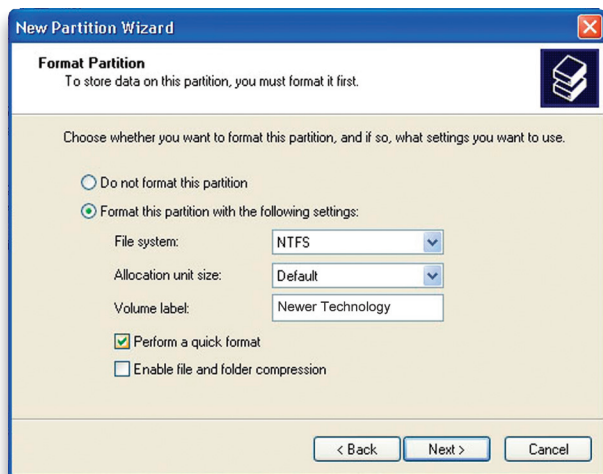 New Partition Wizard
Format Partition
To store data on this partition, you must format it first.
Choose whether you want to format this partition, and if so, what settings you want to use.
Do not format this partition
Format this partition with the following settings:
File system: NTFS
Allocation unit size: Default
Volume label: Newer Technology
Perform a quick format
Enable file and folder compression
< Back Next > Cancel